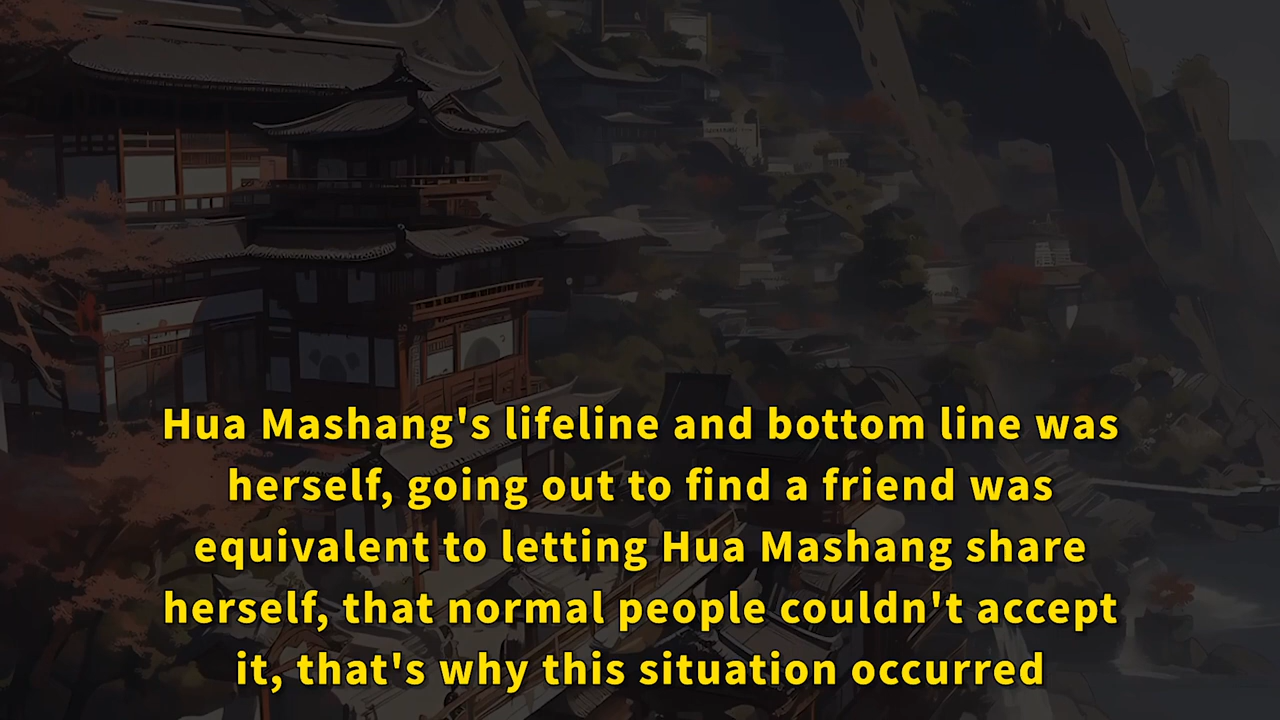 Hua Mashang's lifeline and bottom line was
herself, going out to find a friend was
equivalent to letting Hua Mashang share
herself, that normal people couldn't accept
it, that's why this situation occurred